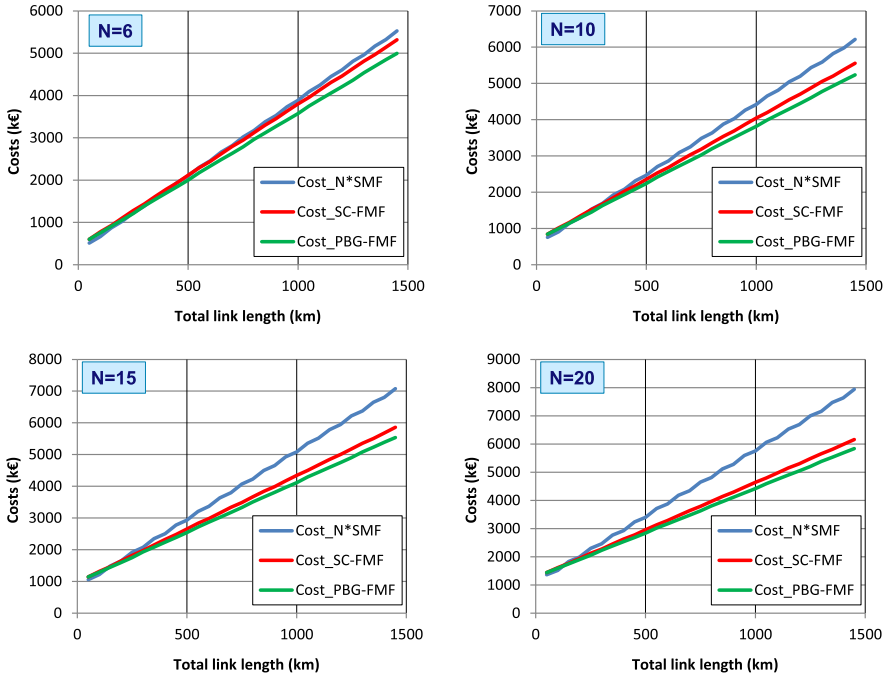 N=6
Costs (k€)
6000
5000
4000
3000
2000
1000
0
0 500 1000 1500
Total link length (km)
Cost_N*SMF
Cost_SC-FMF
Cost_PBG-FMF
N=10
Costs (k€)
7000
6000
5000
4000
3000
2000
1000
0
0 500 1000 1500
Total link length (km)
Cost_N*SMF
Cost_SC-FMF
Cost_PBG-FMF
N=15
Costs (k€)
8000
7000
6000
5000
4000
3000
2000
1000
0
0 500 1000 1500
Total link length (km)
Cost_N*SMF
Cost_SC-FMF
Cost_PBG-FMF
N=20
Costs (k€)
9000
8000
7000
6000
5000
4000
3000
2000
1000
0
0 500 1000 1500
Total link length (km)
Cost_N*SMF
Cost_SC-FMF
Cost_PBG-FMF